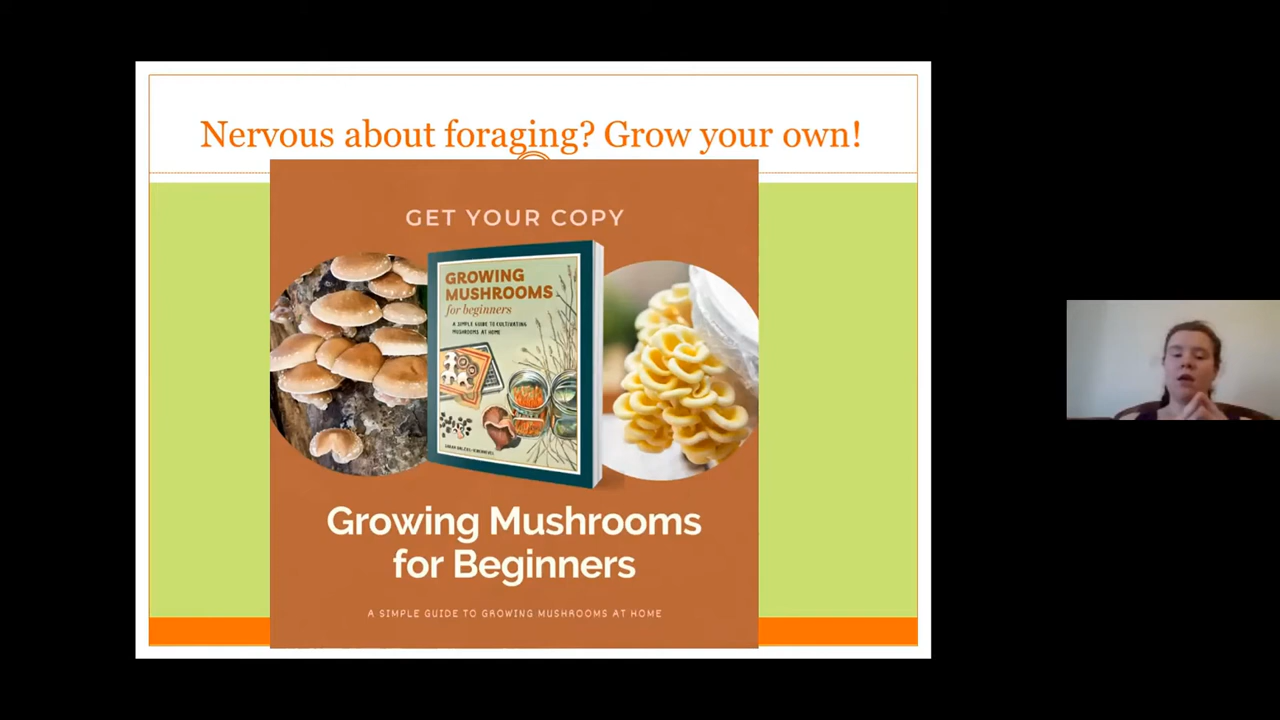 Nervous about foraging? Grow your own!
GET YOUR COPY
GROWING
MUSHROOMS
for beginners
A SIMPLE GUIDE TO CULTIVATING
MUSHROOMS AT HOME
Growing Mushrooms
for Beginners
A SIMPLE GUIDE TO GROWING MUSHROOMS AT HOME